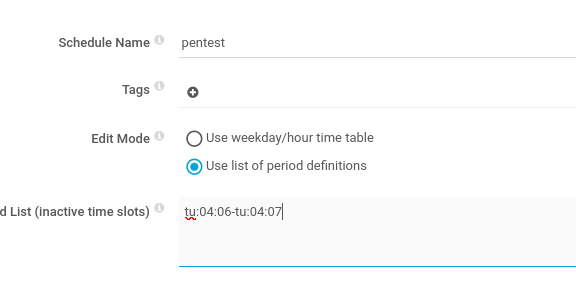 Schedule Name pentest
Tags
Edit Mode Use weekday/hour time table
Use list of period definitions
d List (inactive time slots) tu:04:06-tu:04:07